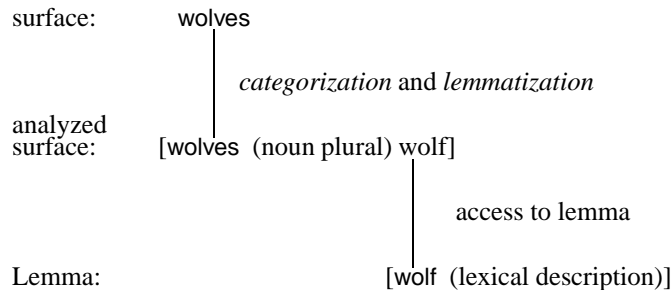 surface: wolves
categorization and lemmatization
analyzed
surface: [wolves (noun plural) wolf]
access to lemma
Lemma: [wolf (lexical description)]